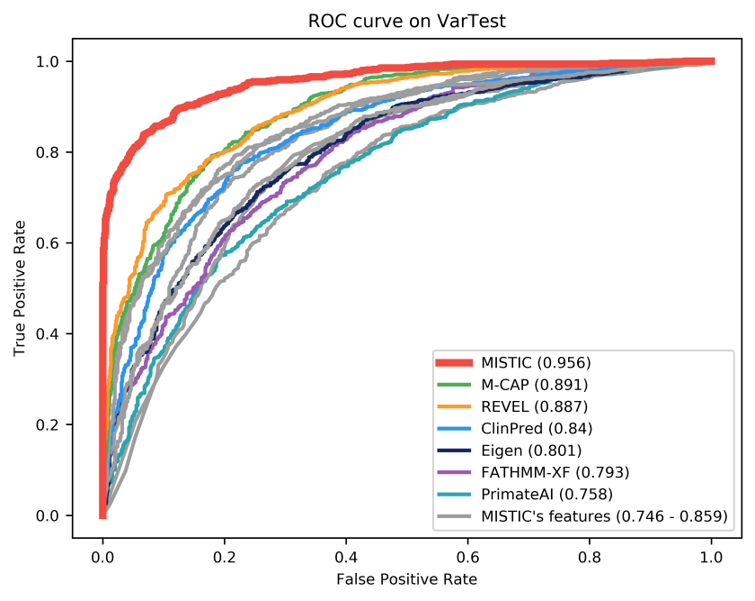 ROC curve on VarTest
1.0
0.8
0.6
0.4
0.2
0.0
True Positive Rate
MISTIC (0.956)
M-CAP (0.891)
REVEL (0.887)
ClinPred (0.84)
Eigen (0.801)
FATHMM-XF (0.793)
PrimateAI (0.758)
MISTIC's features (0.746 - 0.859)
0.0 0.2 0.4 0.6 0.8 1.0
False Positive Rate